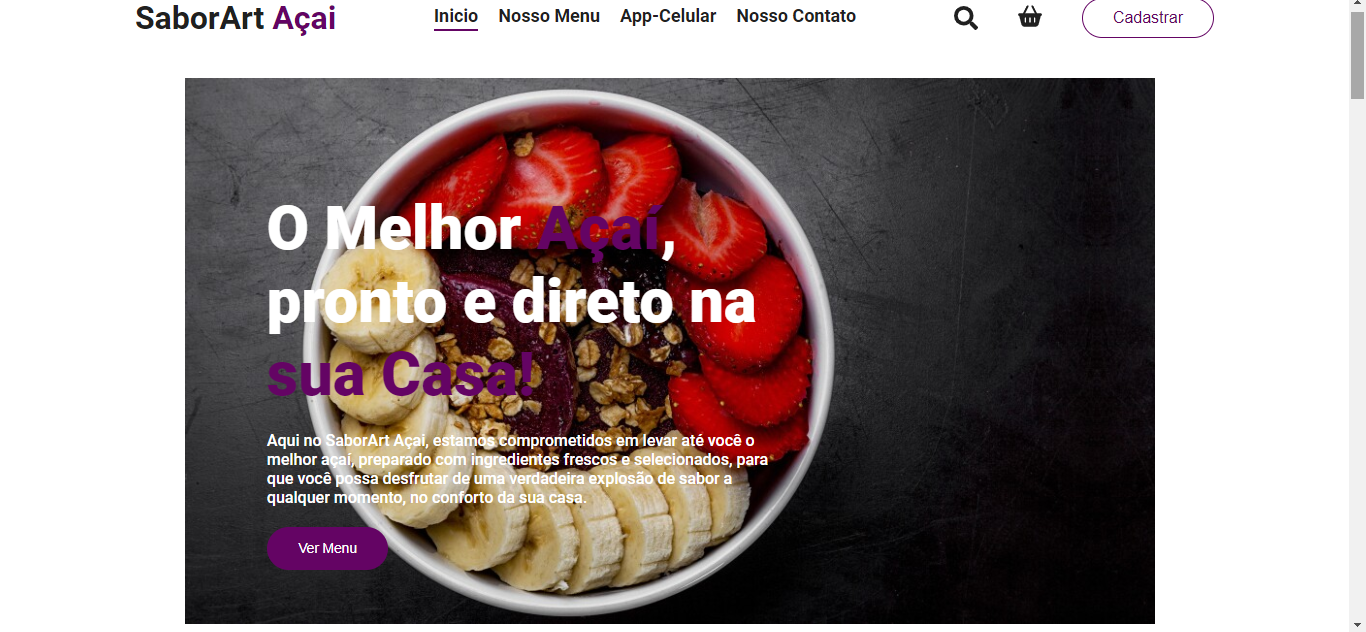 SaborArt Açai
Inicio Nosso Menu App-Celular Nosso Contato
Cadastrar
O Melhor Açaí,
pronto e direto na
sua Casa!
Aqui no SaborArt Açai, estamos comprometidos em levar até você o
melhor açaí, preparado com ingredientes frescos e selecionados, para
que você possa desfrutar de uma verdadeira explosão de sabor a
qualquer momento, no conforto da sua casa.
Ver Menu